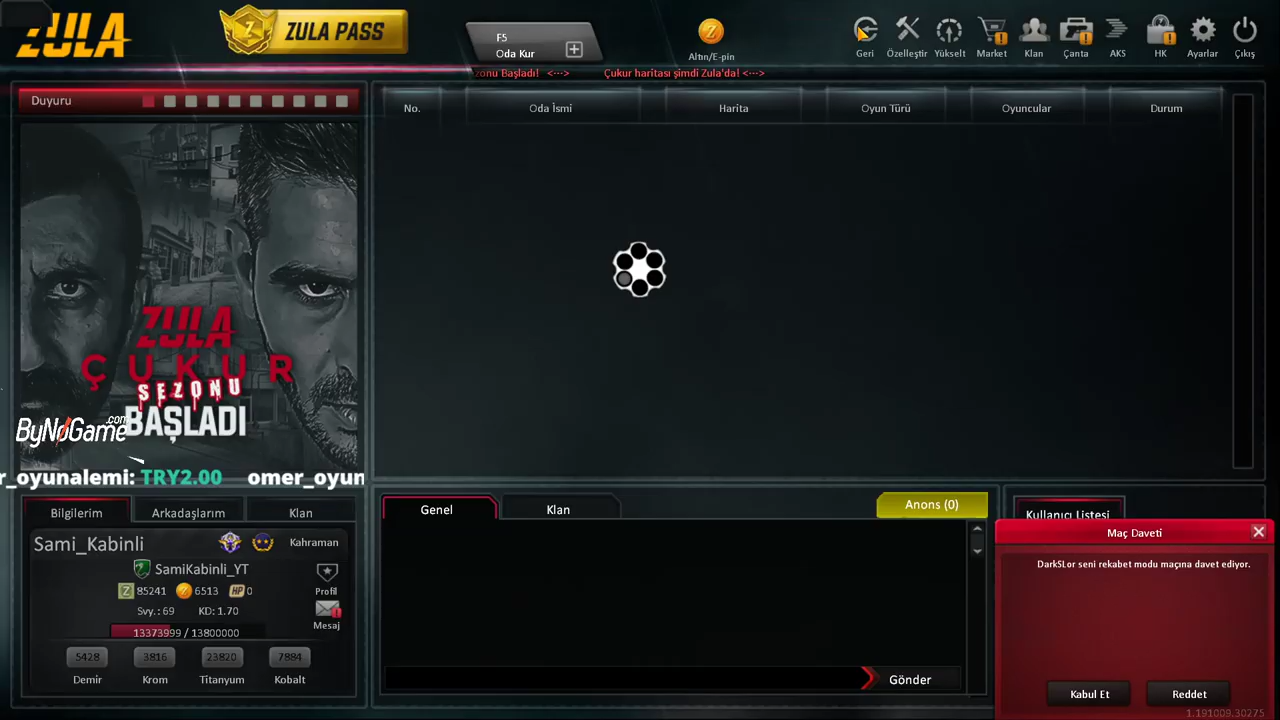 ZULA
ZULA PASS
F5
Oda Kur
Altın/E-pin
Geri
Özelleştir
Yükselt
Market
Klan
Çanta
AKS
HK
Ayarlar
Çıkış
zonu Başladı! <---> Çukur haritası şimdi Zula'da! <--->
Duyuru
No.
Oda İsmi
Harita
Oyun Türü
Oyuncular
Durum
ZULA
ÇUKUR
SEZONU
BAŞLADI
ByNoGame.com
r_oyunalemi: TRY2.00 omer_oyun
Bilgilerim
Arkadaşlarım
Klan
Sami_Kabinli
Kahraman
SamiKabinli_YT
85241
6513
HP 0
Profil
Svy.: 69
KD: 1.70
Mesaj
13373999 / 13800000
5428
3816
23820
7884
Demir
Krom
Titanyum
Kobalt
Genel
Klan
Anons (0)
Gönder
Kullanıcı Listesi
Maç Daveti
DarkSLor seni rekabet modu maçına davet ediyor.
Kabul Et
Reddet
1.191009.30275